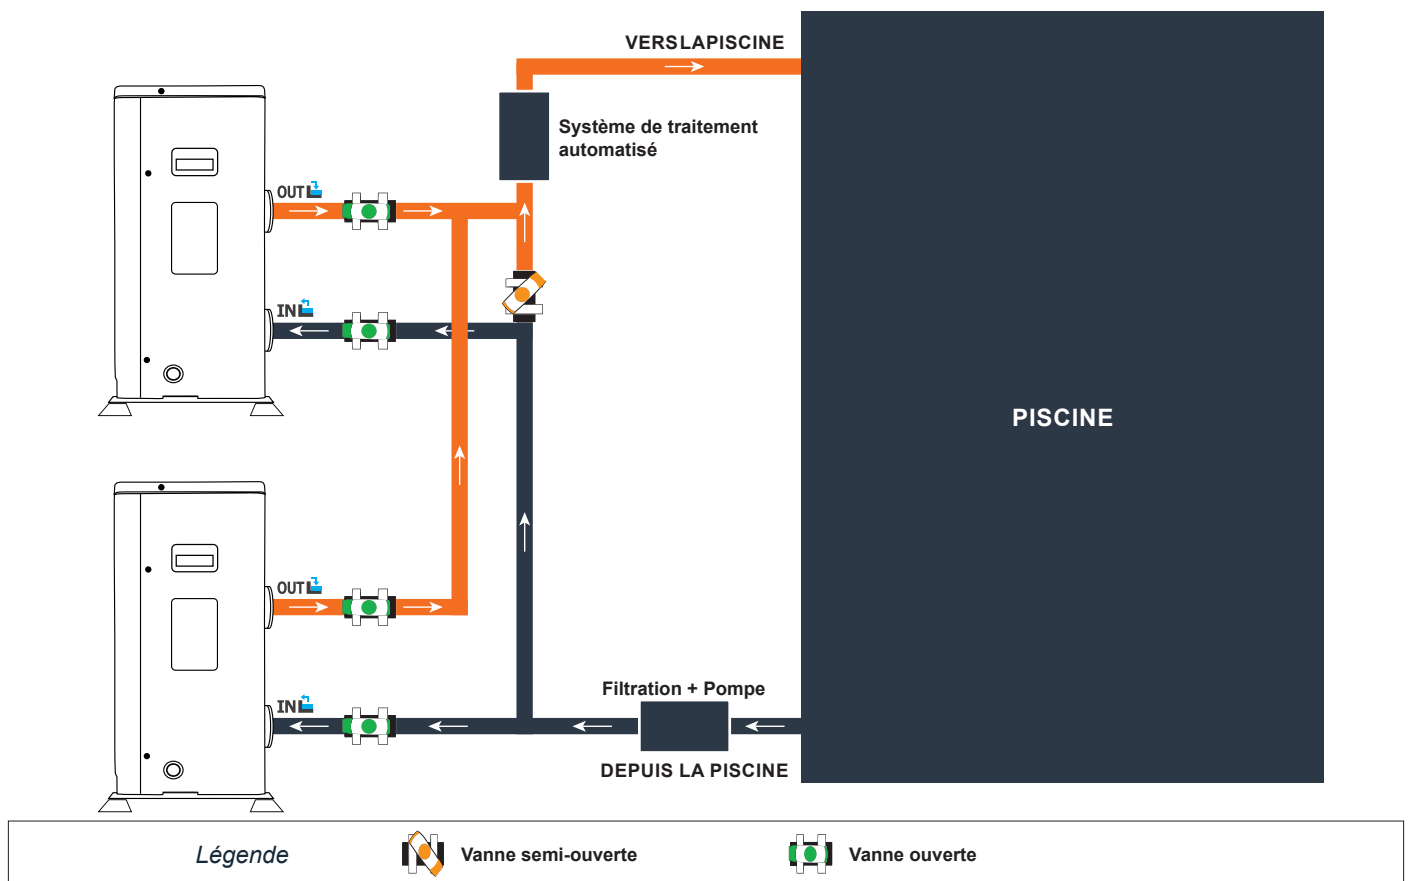 VERSLAPISCINE
Système de traitement
automatisé
OUT
IN
PISCINE
OUT
IN
Filtration + Pompe
DEPUIS LA PISCINE
Légende
Vanne semi-ouverte
Vanne ouverte